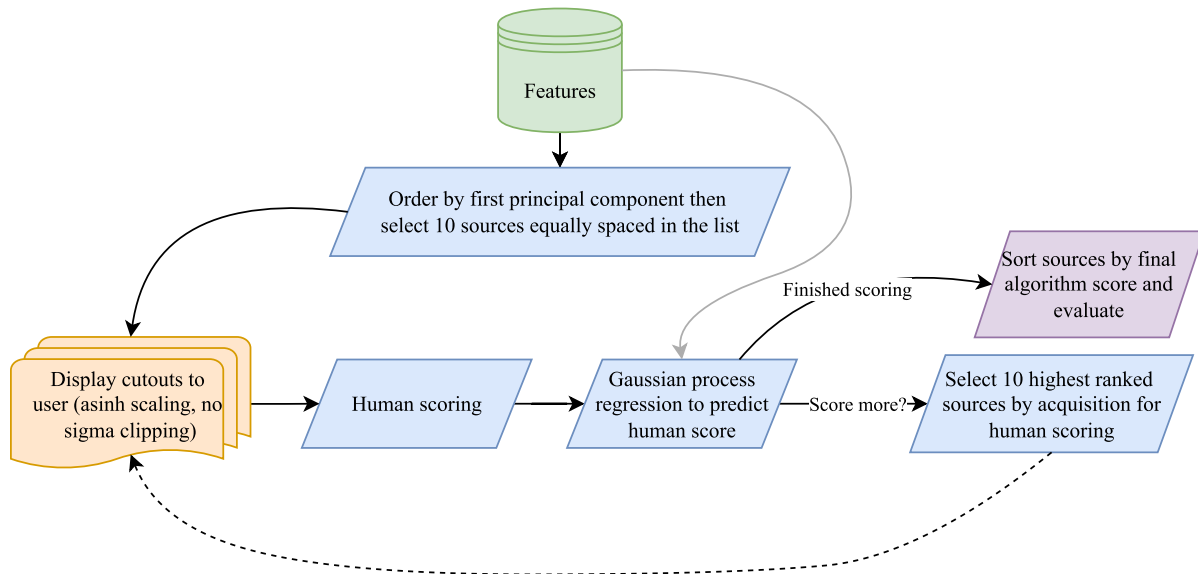 Features
Order by first principal component then
select 10 sources equally spaced in the list
Sort sources by final
algorithm score and
evaluate
Finished scoring
Display cutouts to
user (asinh scaling, no
sigma clipping)
Human scoring
Gaussian process
regression to predict
human score
Score more?
Select 10 highest ranked
sources by acquisition for
human scoring